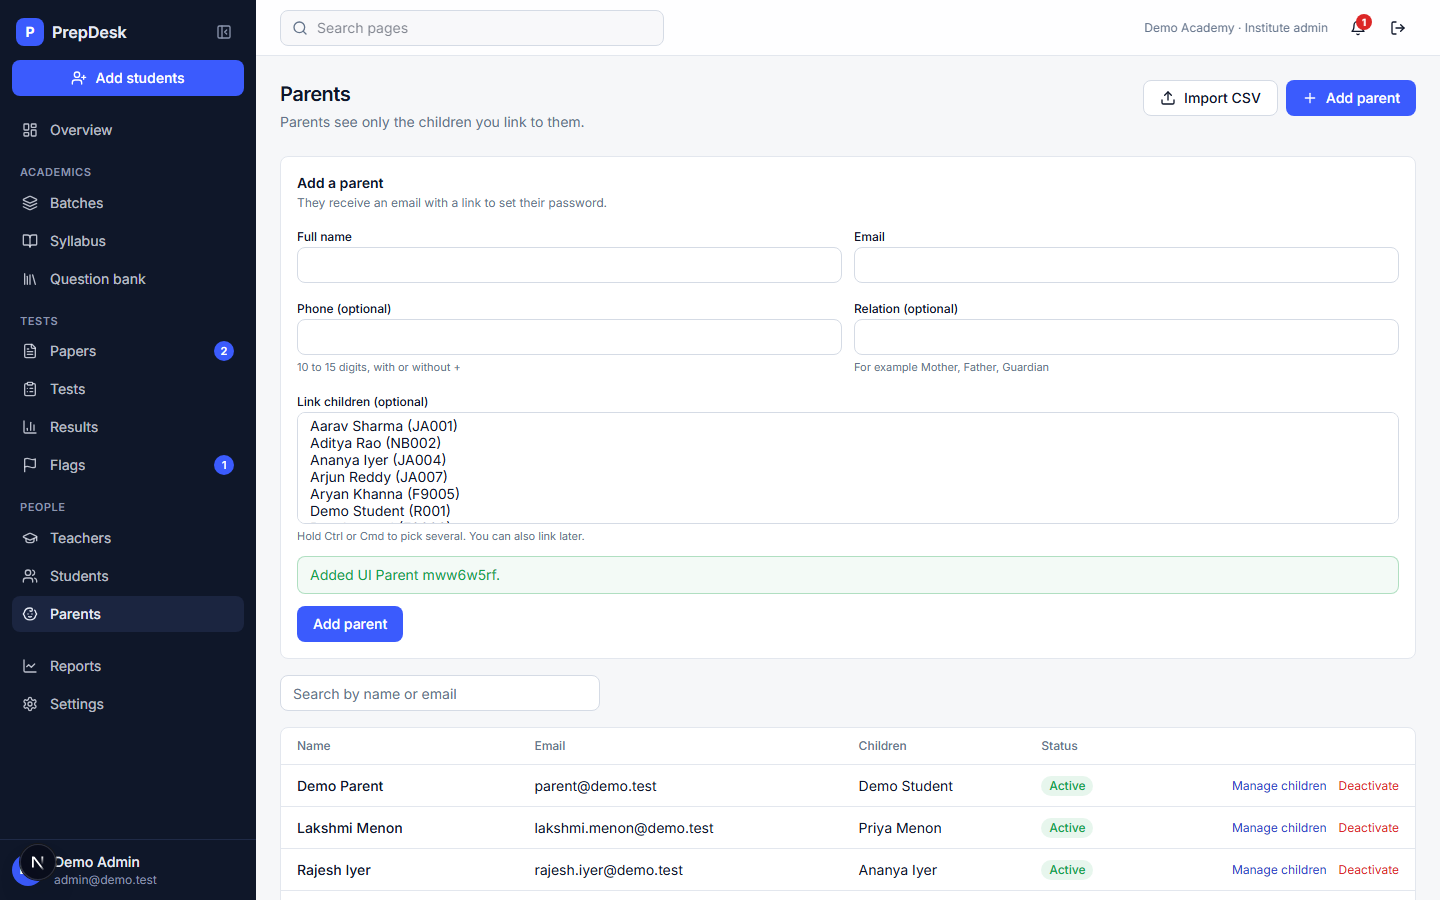 P PrepDesk
Add students
Overview
ACADEMICS
Batches
Syllabus
Question bank
TESTS
Papers 2
Tests
Results
Flags 1
PEOPLE
Teachers
Students
Parents
Reports
Settings
N Demo Admin
admin@demo.test
Search pages
Demo Academy · Institute admin 1
Parents
Parents see only the children you link to them.
Import CSV
Add parent
Add a parent
They receive an email with a link to set their password.
Full name
Email
Phone (optional)
10 to 15 digits, with or without +
Relation (optional)
For example Mother, Father, Guardian
Link children (optional)
Aarav Sharma (JA001)
Aditya Rao (NB002)
Ananya Iyer (JA004)
Arjun Reddy (JA007)
Aryan Khanna (F9005)
Demo Student (R001)
Hold Ctrl or Cmd to pick several. You can also link later.
Added UI Parent mww6w5rf.
Add parent
Search by name or email
Name Email Children Status
Demo Parent parent@demo.test Demo Student Active Manage children Deactivate
Lakshmi Menon lakshmi.menon@demo.test Priya Menon Active Manage children Deactivate
Rajesh Iyer rajesh.iyer@demo.test Ananya Iyer Active Manage children Deactivate